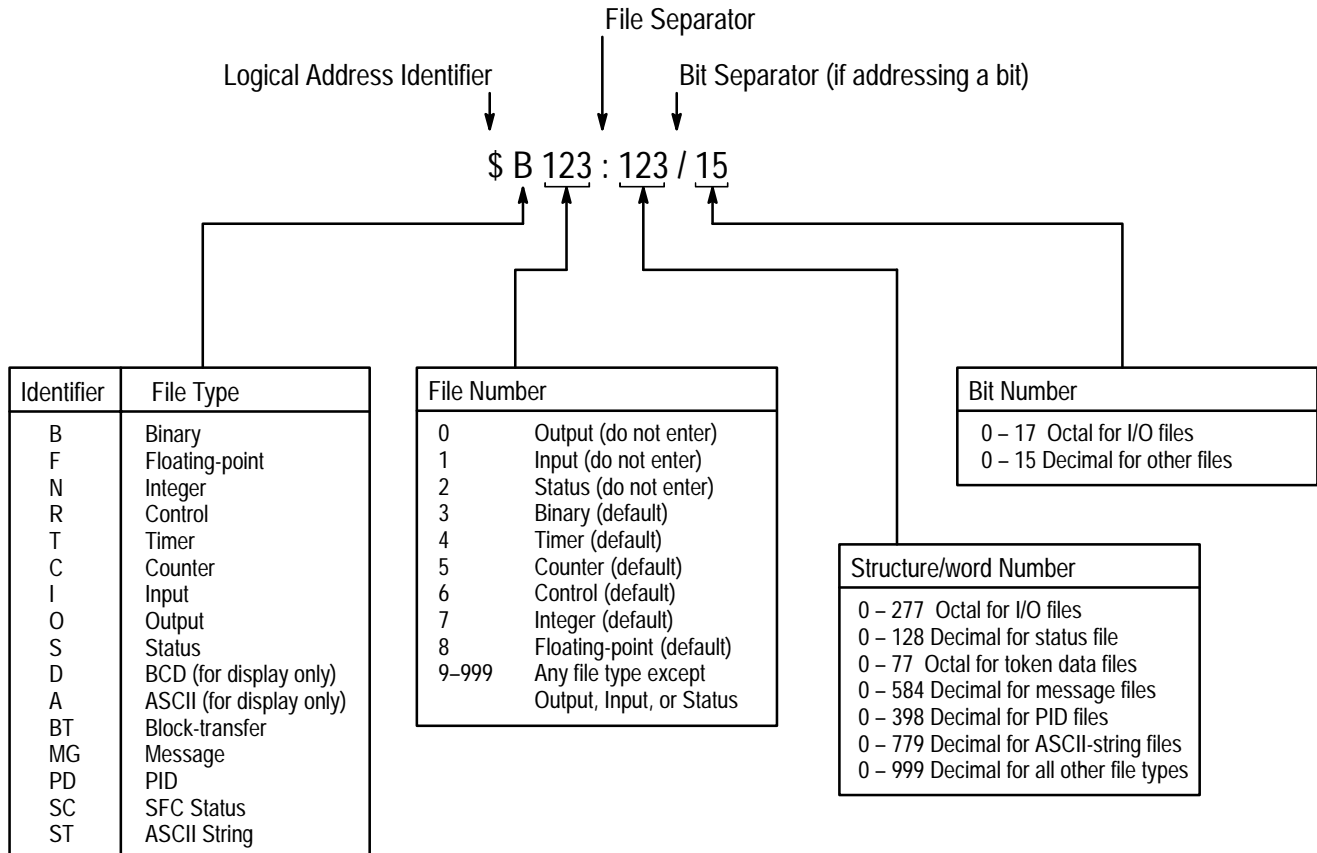 File Separator
Logical Address Identifier
Bit Separator (if addressing a bit)
$ B 123 : 123 / 15
Identifier File Type
B Binary
F Floating-point
N Integer
R Control
T Timer
C Counter
I Input
O Output
S Status
D BCD (for display only)
A ASCII (for display only)
BT Block-transfer
MG Message
PD PID
SC SFC Status
ST ASCII String
File Number
0 Output (do not enter)
1 Input (do not enter)
2 Status (do not enter)
3 Binary (default)
4 Timer (default)
5 Counter (default)
6 Control (default)
7 Integer (default)
8 Floating-point (default)
9–999 Any file type except
Output, Input, or Status
Bit Number
0 – 17 Octal for I/O files
0 – 15 Decimal for other files
Structure/word Number
0 – 277 Octal for I/O files
0 – 128 Decimal for status file
0 – 77 Octal for token data files
0 – 584 Decimal for message files
0 – 398 Decimal for PID files
0 – 779 Decimal for ASCII-string files
0 – 999 Decimal for all other file types